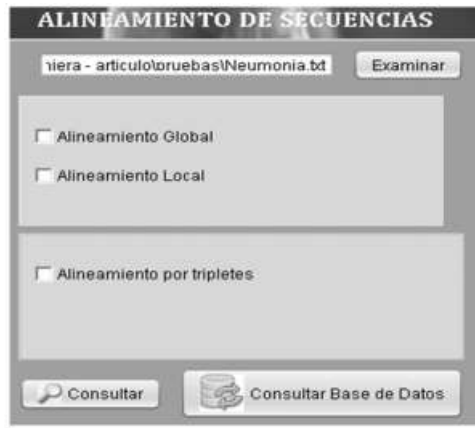 ALINEAMIENTO DE SECUENCIAS
niera - articulo\pruebas\Neumonia.txt
Examinar
Alineamiento Global
Alineamiento Local
Alineamiento por tripletes
Consultar
Consultar Base de Datos